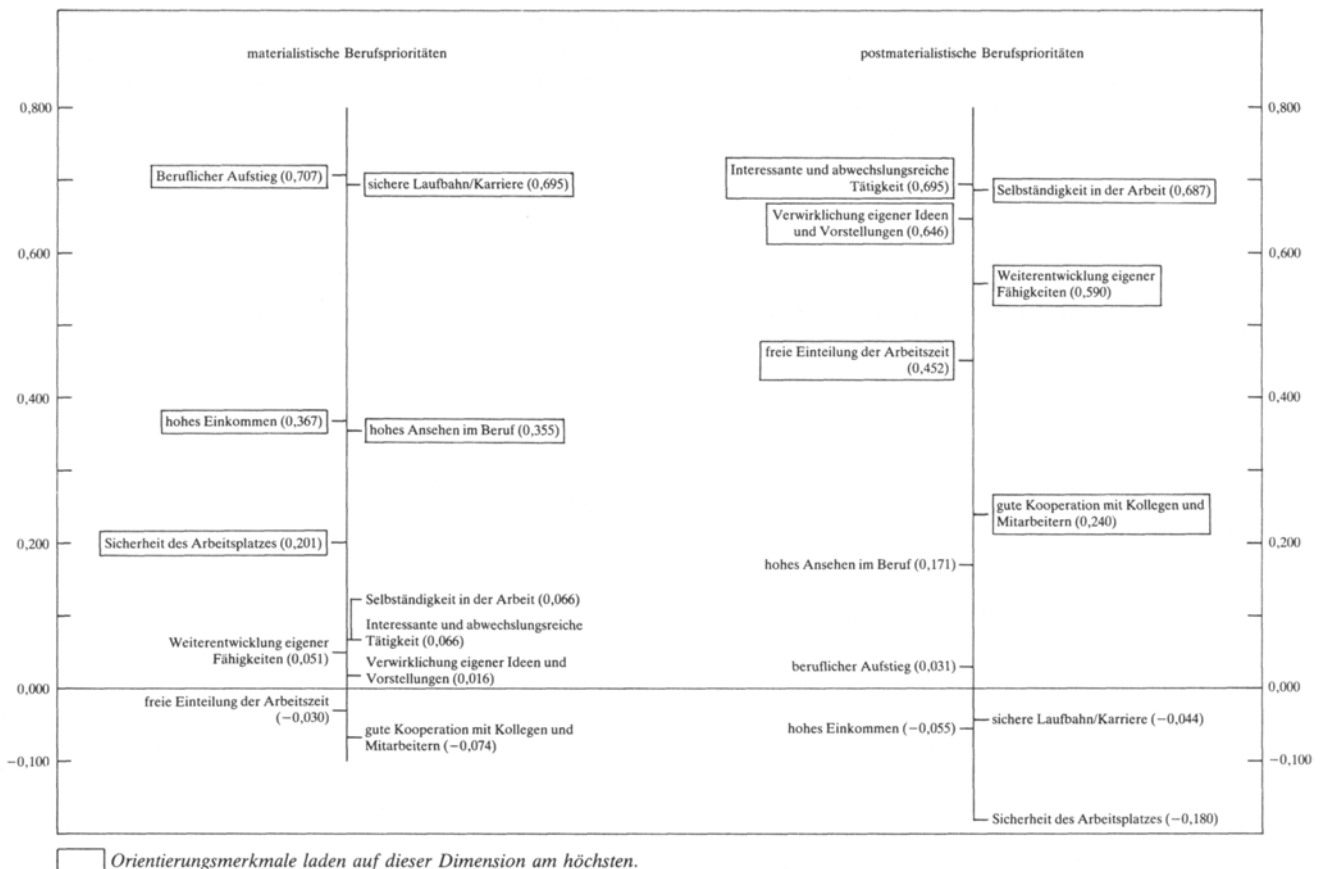 materialistische Berufsprioritäten
postmaterialistische Berufsprioritäten
0,800
0,800
Beruflicher Aufstieg (0,707)
sichere Laufbahn/Karriere (0,695)
Interessante und abwechslungsreiche
Tätigkeit (0,695)
Selbständigkeit in der Arbeit (0,687)
Verwirklichung eigener Ideen
und Vorstellungen (0,646)
0,600
0,600
Weiterentwicklung eigener
Fähigkeiten (0,590)
freie Einteilung der Arbeitszeit
(0,452)
0,400
0,400
hohes Einkommen (0,367)
hohes Ansehen im Beruf (0,355)
gute Kooperation mit Kollegen und
Mitarbeitern (0,240)
0,200
0,200
Sicherheit des Arbeitsplatzes (0,201)
hohes Ansehen im Beruf (0,171)
Selbständigkeit in der Arbeit (0,066)
Interessante und abwechslungsreiche
Tätigkeit (0,066)
Weiterentwicklung eigener
Fähigkeiten (0,051)
Verwirklichung eigener Ideen und
Vorstellungen (0,016)
beruflicher Aufstieg (0,031)
0,000
0,000
freie Einteilung der Arbeitszeit
(−0,030)
gute Kooperation mit Kollegen und
Mitarbeitern (−0,074)
hohes Einkommen (−0,055)
sichere Laufbahn/Karriere (−0,044)
−0,100
−0,100
Sicherheit des Arbeitsplatzes (−0,180)
Orientierungsmerkmale laden auf dieser Dimension am höchsten.